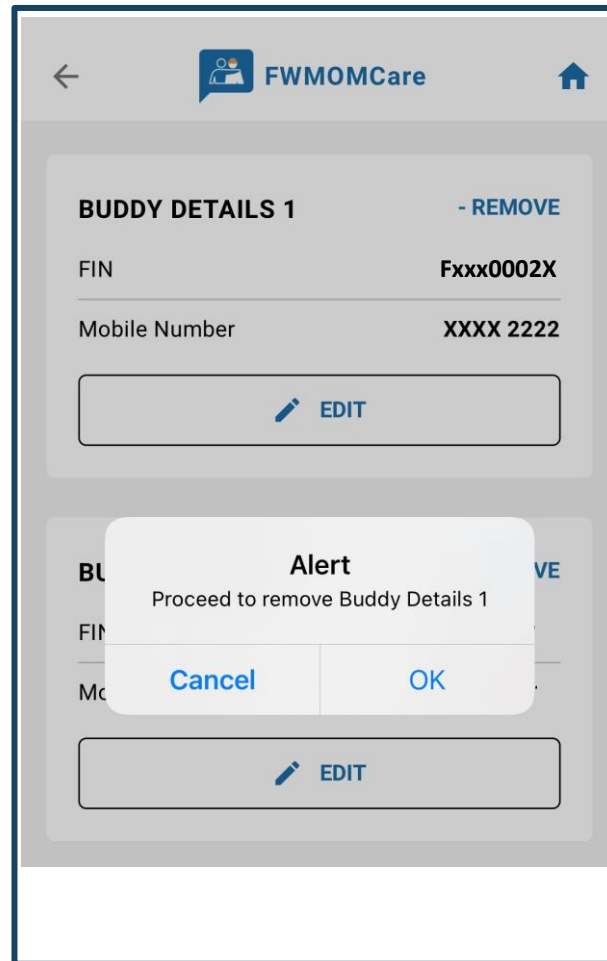 FWMOMCare
BUDDY DETAILS 1 - REMOVE
FIN Fxxx0002X
Mobile Number XXXX 2222
EDIT
Alert
Proceed to remove Buddy Details 1
Cancel OK
EDIT